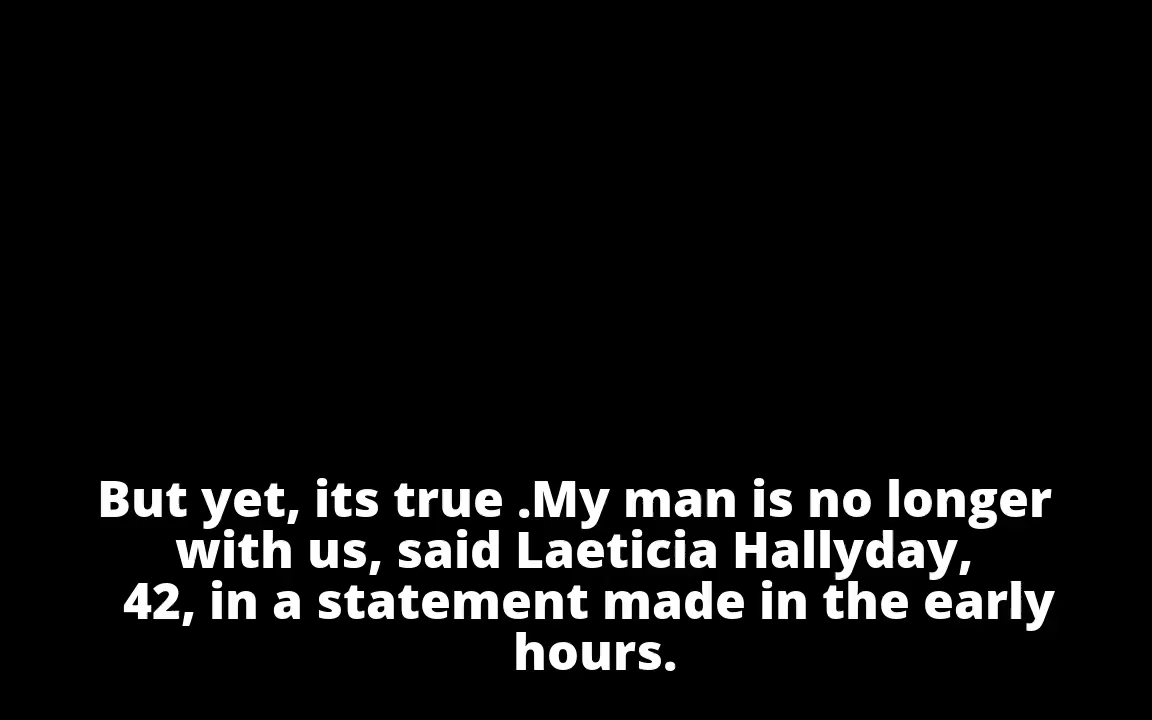 But yet, its true .My man is no longer
with us, said Laeticia Hallyday,
42, in a statement made in the early
hours.